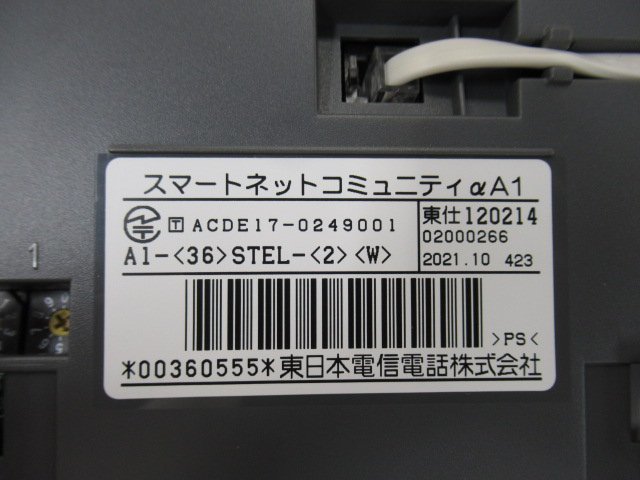 スマートネットコミュニティαA1
T ACDE17-0249001
東仕120214
02000266
A1-<36>STEL-<2><W>
2021.10 423
>PS<
*00360555*東日本電信電話株式会社
1